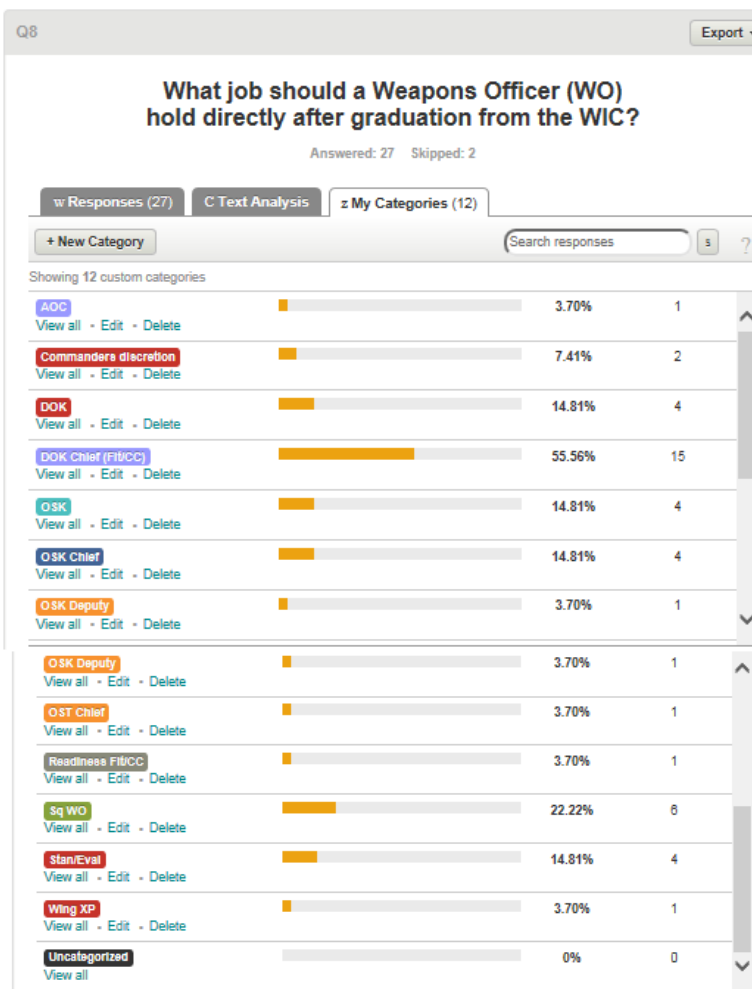 Q8
Export
What job should a Weapons Officer (WO)
hold directly after graduation from the WIC?
Answered: 27 Skipped: 2
w Responses (27) C Text Analysis z My Categories (12)
+ New Category Search responses s ?
Showing 12 custom categories
AOC 3.70% 1
View all • Edit • Delete
Commanders discretion 7.41% 2
View all • Edit • Delete
DOK 14.81% 4
View all • Edit • Delete
DOK Chief (Flt/CC) 55.56% 15
View all • Edit • Delete
OSK 14.81% 4
View all • Edit • Delete
OSK Chief 14.81% 4
View all • Edit • Delete
OSK Deputy 3.70% 1
View all • Edit • Delete
OSK Deputy 3.70% 1
View all • Edit • Delete
OST Chief 3.70% 1
View all • Edit • Delete
Readiness Flt/CC 3.70% 1
View all • Edit • Delete
Sq WO 22.22% 6
View all • Edit • Delete
Stan/Eval 14.81% 4
View all • Edit • Delete
Wing XP 3.70% 1
View all • Edit • Delete
Uncategorized 0% 0
View all